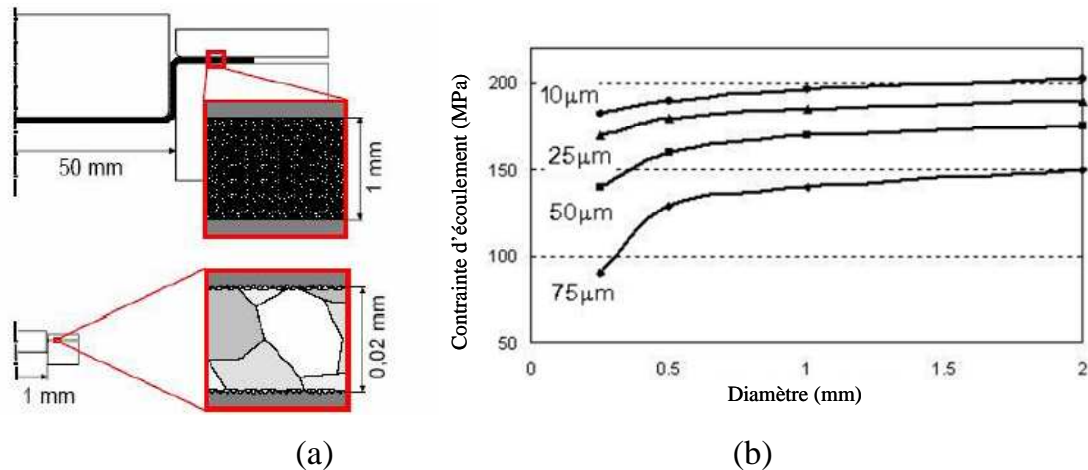 50 mm
1 mm
1 mm
0,02 mm
(a)
Contrainte d'écoulement (MPa)
200
150
100
50
10μm
25μm
50μm
75μm
0
0.5
1
1.5
2
Diamètre (mm)
(b)